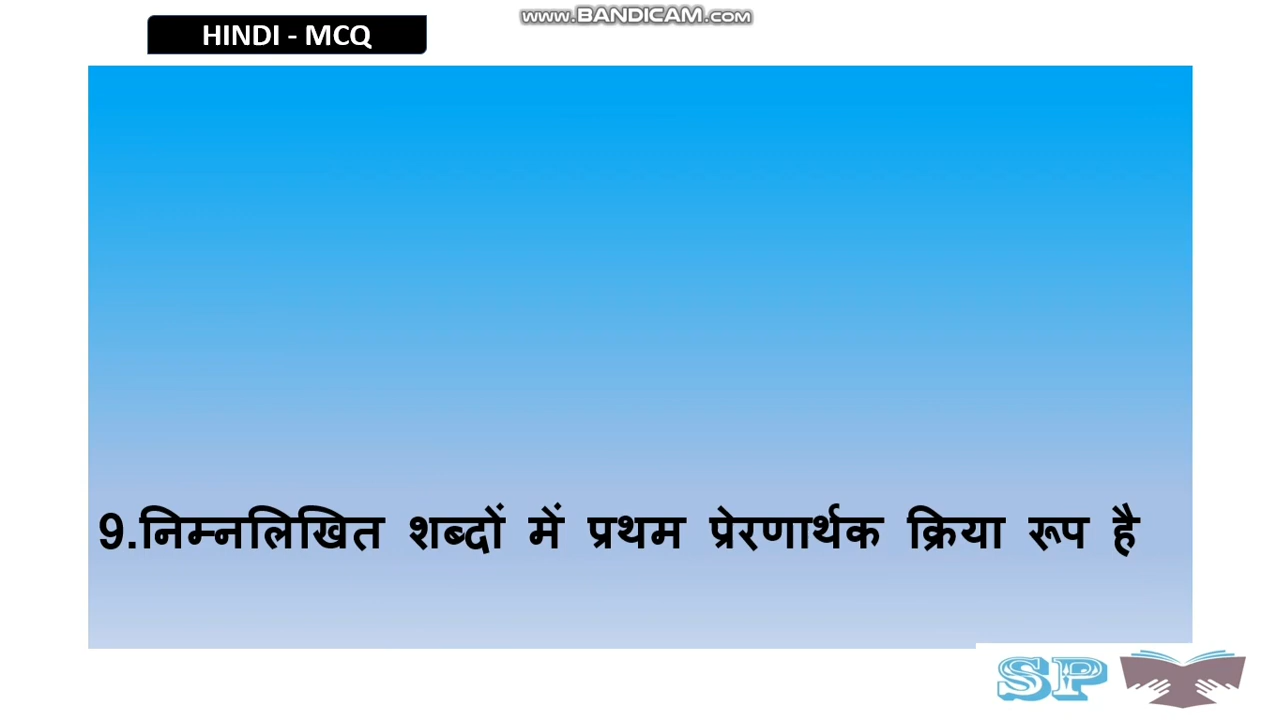 www.BANDICAM.com
HINDI - MCQ
9.निम्नलिखित शब्दों में प्रथम प्रेरणार्थक क्रिया रूप है
SP